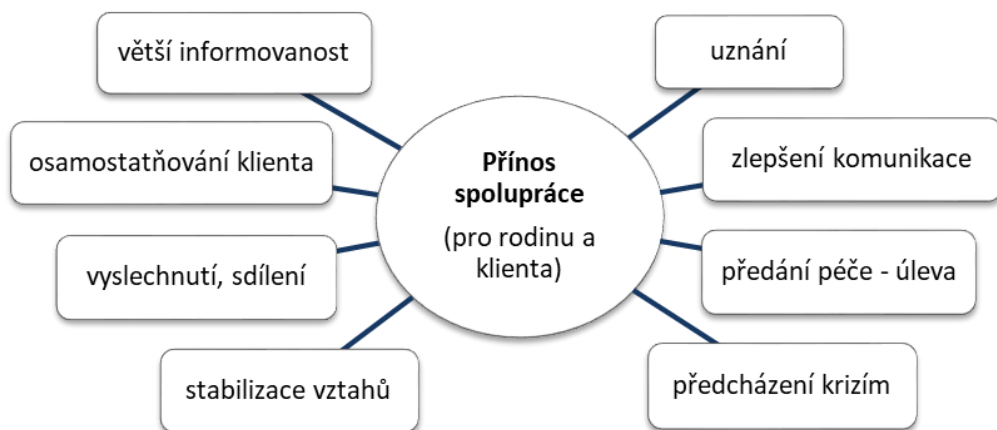 větší informovanost
uznání
osamostatňování klienta
zlepšení komunikace
Přínos
spolupráce
(pro rodinu a
klienta)
vyslechnutí, sdílení
předání péče - úleva
stabilizace vztahů
předcházení krizím